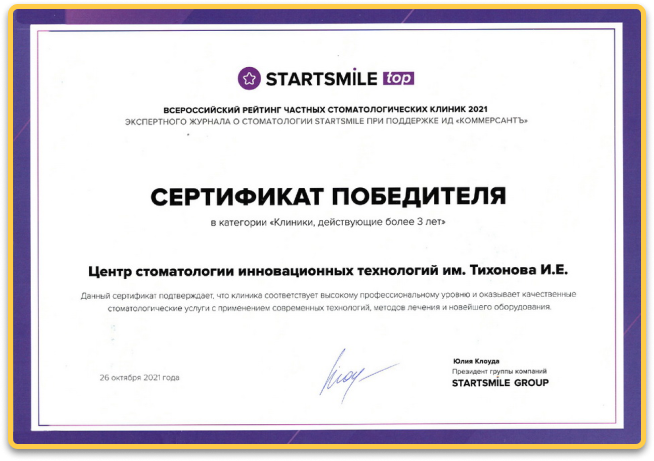 STARTSMILE top
ВСЕРОССИЙСКИЙ РЕЙТИНГ ЧАСТНЫХ СТОМАТОЛОГИЧЕСКИХ КЛИНИК 2021
ЭКСПЕРТНОГО ЖУРНАЛА О СТОМАТОЛОГИИ STARTSMILE ПРИ ПОДДЕРЖКЕ ИД «КОММЕРСАНТЪ»
СЕРТИФИКАТ ПОБЕДИТЕЛЯ
в категории «Клиники, действующие более 3 лет»
Центр стоматологии инновационных технологий им. Тихонова И.Е.
Данный сертификат подтверждает, что клиника соответствует высокому профессиональному уровню и оказывает качественные
стоматологические услуги с применением современных технологий, методов лечения и новейшего оборудования.
26 октября 2021 года
Юлия Клоуда
Президент группы компаний
STARTSMILE GROUP